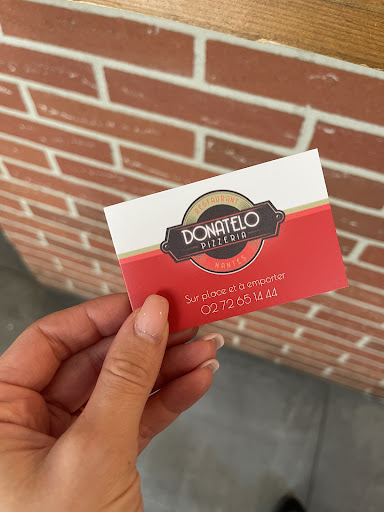 RESTAURANT
DONATELO
PIZZERIA
NANTES
Sur place et à emporter
02 72 65 14 44